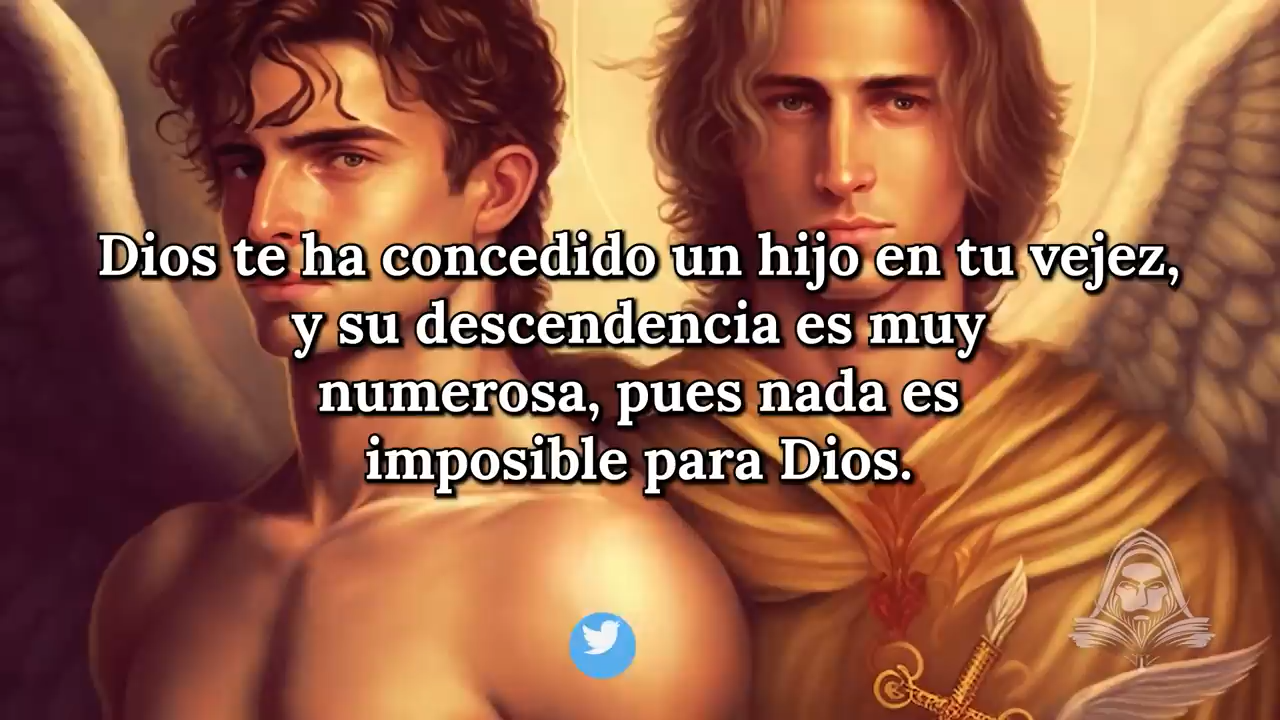 Dios te ha concedido un hijo en tu vejez,
y su descendencia es muy
numerosa, pues nada es
imposible para Dios.